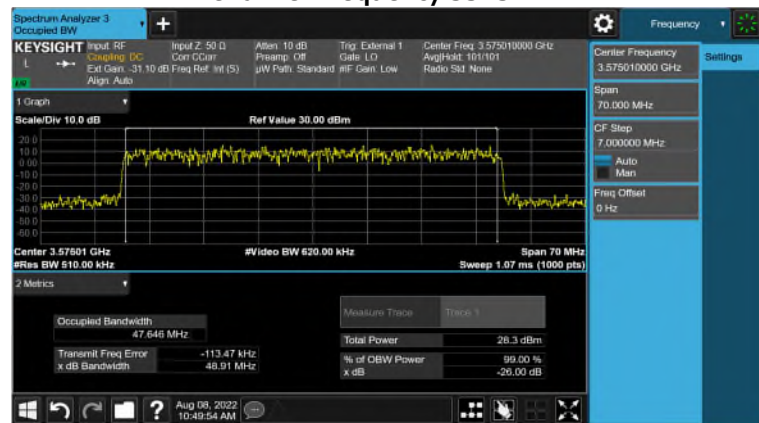 Spectrum Analyzer 3
Occupied BW
Frequency
KEYSIGHT
Input: RF
Coupling: DC
Ext Gain: -31.10 dB
Align: Auto
Input Z: 50 Ω
Corr CCorr
Freq Ref: Int (S)
Atten: 10 dB
Preamp: Off
µW Path: Standard
Trig: External 1
Gate: LO
#IF Gain: Low
Center Freq: 3.575010000 GHz
Avg|Hold: 101/101
Radio Std: None
Center Frequency
3.575010000 GHz
Settings
Span
70.000 MHz
CF Step
7.000000 MHz
Auto
Man
Freq Offset
0 Hz
1 Graph
Scale/Div 10.0 dB
Ref Value 30.00 dBm
20.0
10.0
0.00
-10.0
-20.0
-30.0
-40.0
-50.0
-60.0
Center 3.57501 GHz
#Res BW 510.00 kHz
#Video BW 620.00 kHz
Span 70 MHz
Sweep 1.07 ms (1000 pts)
2 Metrics
Occupied Bandwidth
47.646 MHz
Transmit Freq Error -113.47 kHz
x dB Bandwidth 48.91 MHz
Measure Trace Trace 1
Total Power 28.3 dBm
% of OBW Power 99.00 %
x dB -26.00 dB
Aug 08, 2022
10:49:54 AM